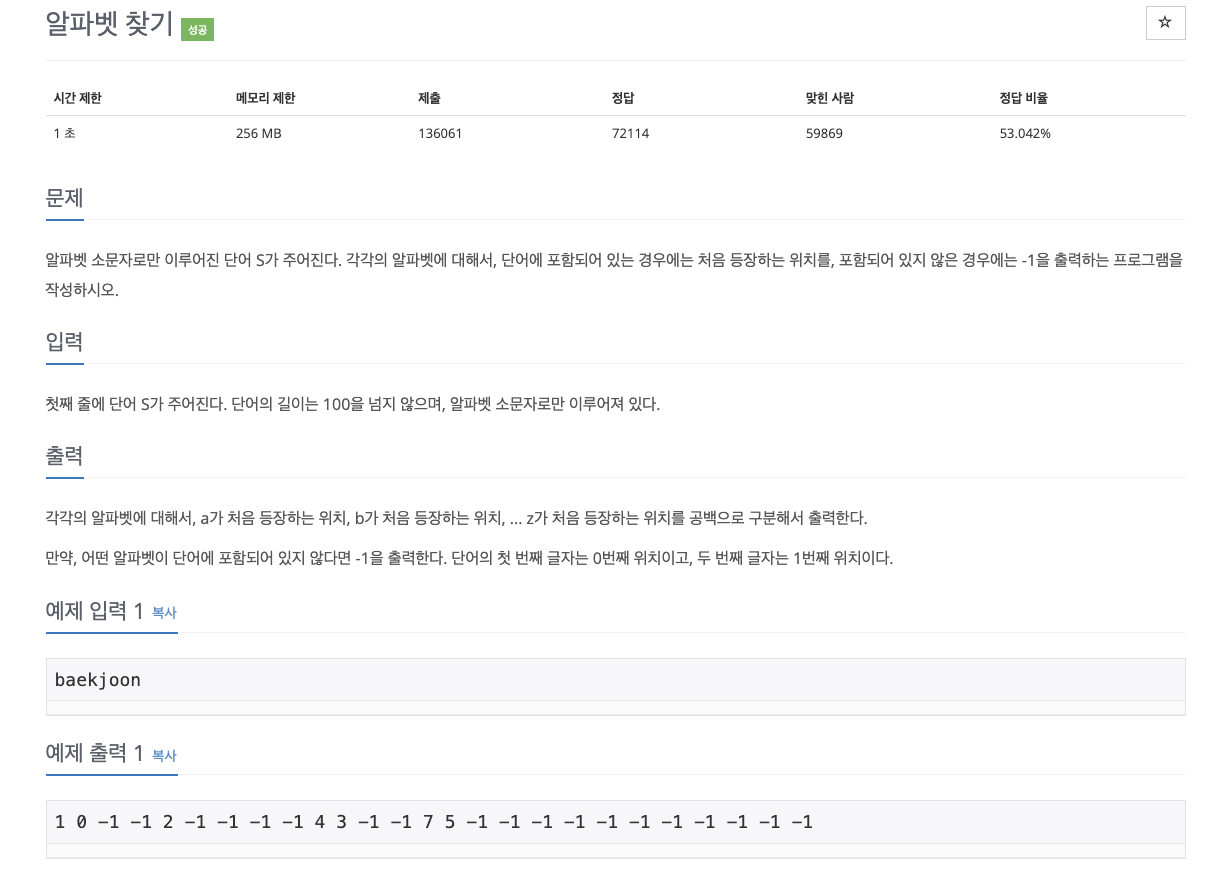 알파벳 찾기 성공
☆
시간 제한 메모리 제한 제출 정답 맞힌 사람 정답 비율
1 초 256 MB 136061 72114 59869 53.042%
문제
알파벳 소문자로만 이루어진 단어 S가 주어진다. 각각의 알파벳에 대해서, 단어에 포함되어 있는 경우에는 처음 등장하는 위치를, 포함되어 있지 않은 경우에는 -1을 출력하는 프로그램을
작성하시오.
입력
첫째 줄에 단어 S가 주어진다. 단어의 길이는 100을 넘지 않으며, 알파벳 소문자로만 이루어져 있다.
출력
각각의 알파벳에 대해서, a가 처음 등장하는 위치, b가 처음 등장하는 위치, ... z가 처음 등장하는 위치를 공백으로 구분해서 출력한다.
만약, 어떤 알파벳이 단어에 포함되어 있지 않다면 -1을 출력한다. 단어의 첫 번째 글자는 0번째 위치이고, 두 번째 글자는 1번째 위치이다.
예제 입력 1 복사
baekjoon
예제 출력 1 복사
1 0 -1 -1 2 -1 -1 -1 -1 4 3 -1 -1 7 5 -1 -1 -1 -1 -1 -1 -1 -1 -1 -1 -1